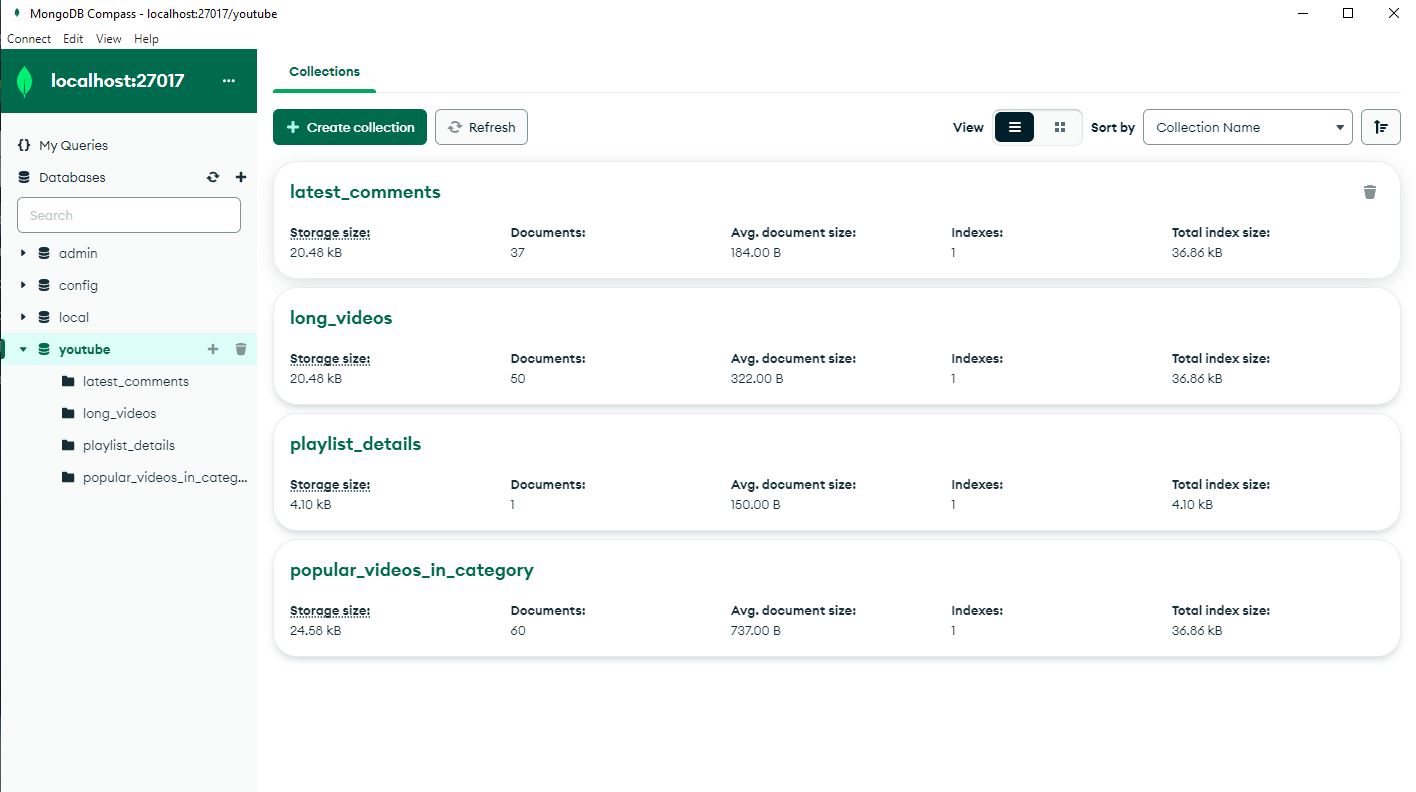 MongoDB Compass - localhost:27017/youtube
Connect Edit View Help
localhost:27017 ...
{} My Queries
Databases
Search
admin
config
local
youtube
latest_comments
long_videos
playlist_details
popular_videos_in_categ...
Collections
+ Create collection Refresh View Sort by Collection Name
latest_comments
Storage size: Documents: Avg. document size: Indexes: Total index size:
20.48 kB 37 184.00 B 1 36.86 kB
long_videos
Storage size: Documents: Avg. document size: Indexes: Total index size:
20.48 kB 50 322.00 B 1 36.86 kB
playlist_details
Storage size: Documents: Avg. document size: Indexes: Total index size:
4.10 kB 1 150.00 B 1 4.10 kB
popular_videos_in_category
Storage size: Documents: Avg. document size: Indexes: Total index size:
24.58 kB 60 737.00 B 1 36.86 kB